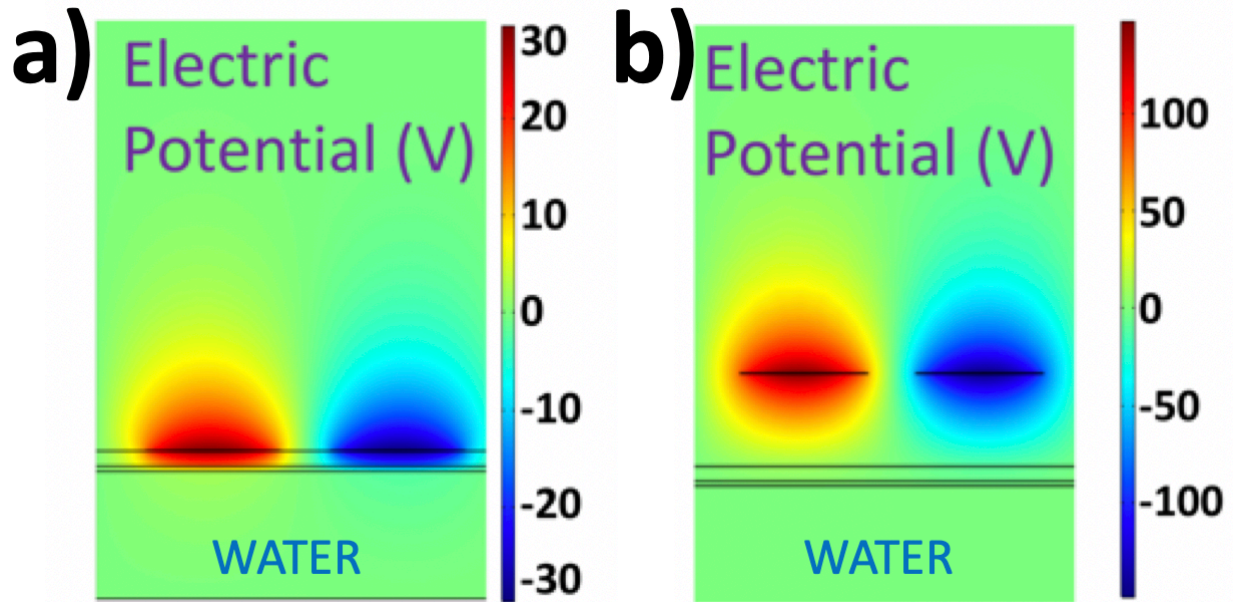 a)
Electric
Potential (V)
30
20
10
0
-10
-20
-30
WATER
b)
Electric
Potential (V)
100
50
0
-50
-100
WATER